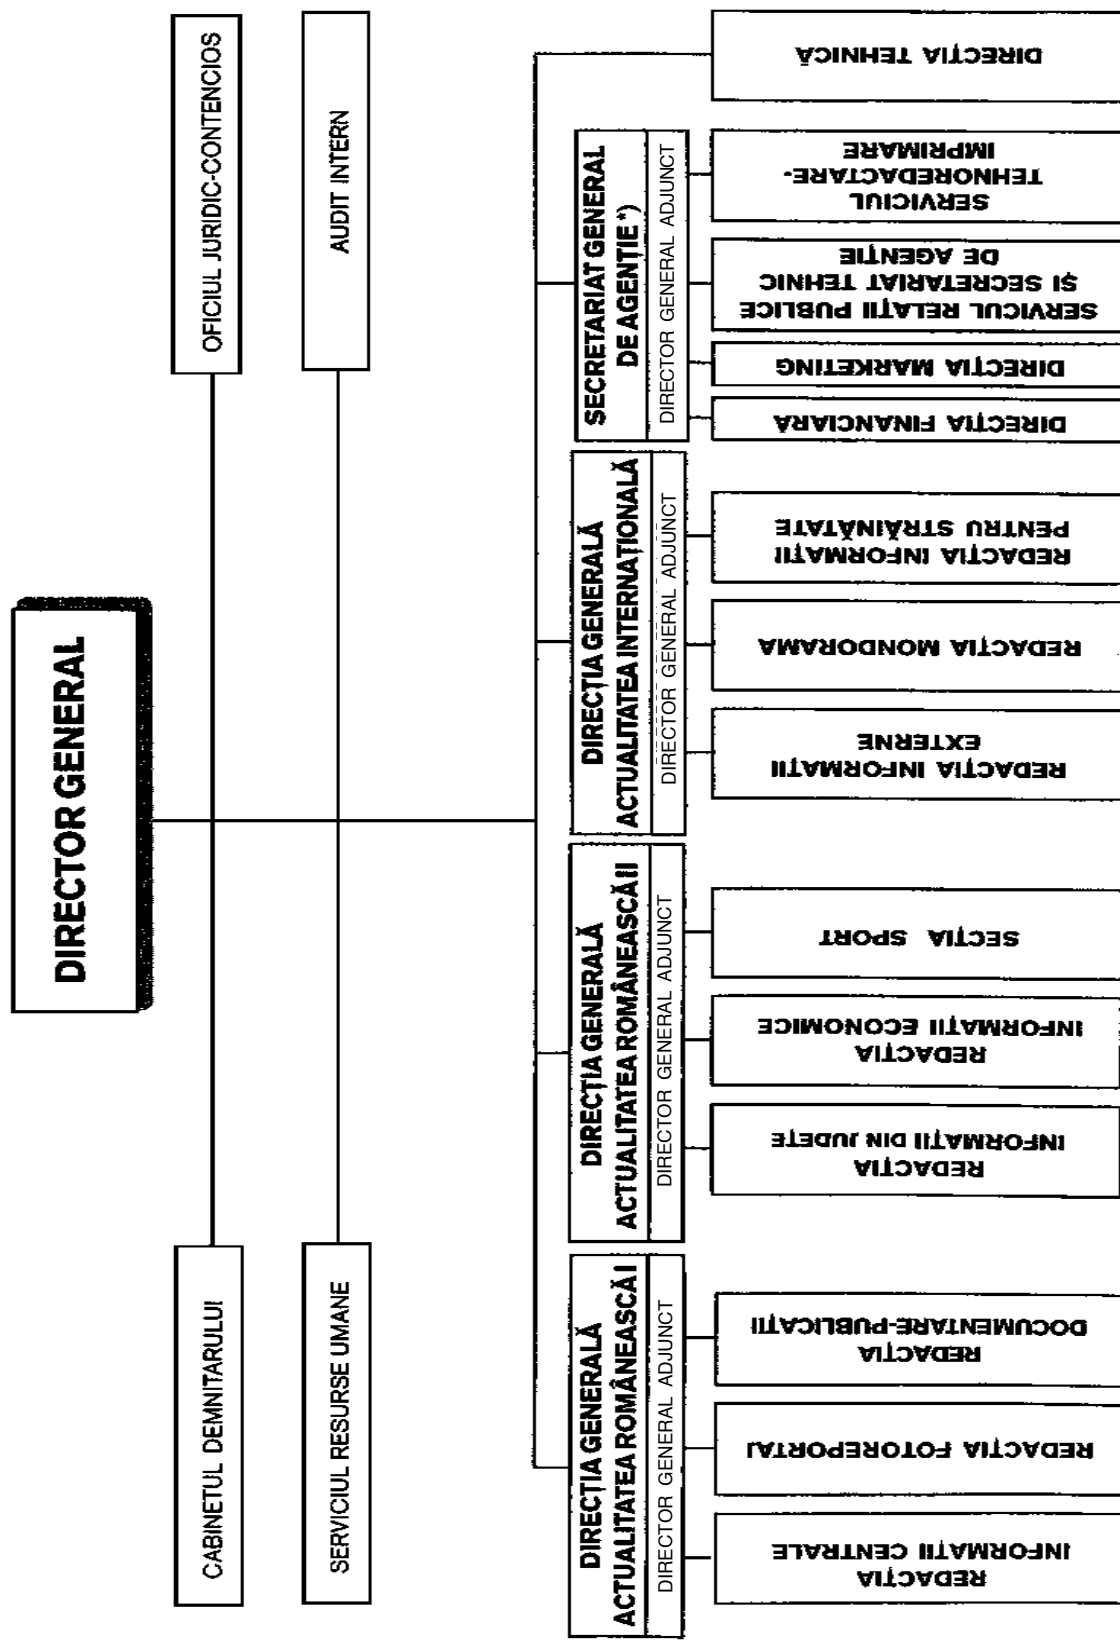 DIRECTOR GENERAL
CABINETUL DEMNITARULUI
OFICIUL JURIDIC-CONTENCIOS
SERVICIUL RESURSE UMANE
AUDIT INTERN
DIRECȚIA GENERALĂ
ACTUALITATEA ROMÂNEASCĂ I
DIRECTOR GENERAL ADJUNCT
DIRECȚIA GENERALĂ
ACTUALITATEA ROMÂNEASCĂ II
DIRECTOR GENERAL ADJUNCT
DIRECȚIA GENERALĂ
ACTUALITATEA INTERNAȚIONALĂ
DIRECTOR GENERAL ADJUNCT
SECRETARIAT GENERAL
DE AGENȚIE *)
DIRECTOR GENERAL ADJUNCT
REDACȚIA
INFORMAȚII CENTRALE
REDACȚIA FOTOREPORTAJ
REDACȚIA
DOCUMENTARE-PUBLICAȚII
REDACȚIA
INFORMAȚII DIN JUDEȚE
REDACȚIA
INFORMAȚII ECONOMICE
SECȚIA SPORT
REDACȚIA INFORMAȚII
EXTERNE
REDACȚIA MONDORAMA
REDACȚIA INFORMAȚII
PENTRU STRĂINĂTATE
DIRECȚIA FINANCIARĂ
DIRECȚIA MARKETING
SERVICUL RELAȚII PUBLICE
ȘI SECRETARIAT TEHNIC
DE AGENȚIE
SERVICIUL
TEHNOREDACTARE-
IMPRIMARE
DIRECȚIA TEHNICĂ